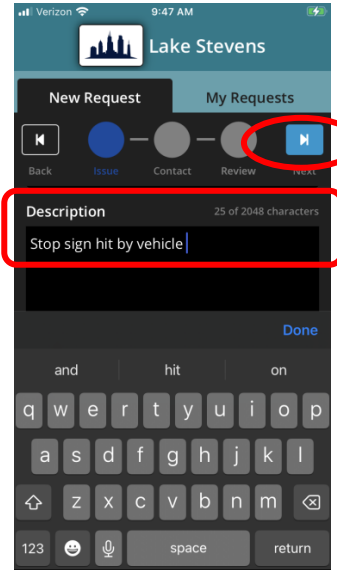 Verizon 9:47 AM
Lake Stevens
New Request My Requests
Back Issue Contact Review Next
Description 25 of 2048 characters
Stop sign hit by vehicle
Done
and hit on
q w e r t y u i o p
a s d f g h j k l
z x c v b n m
123 space return